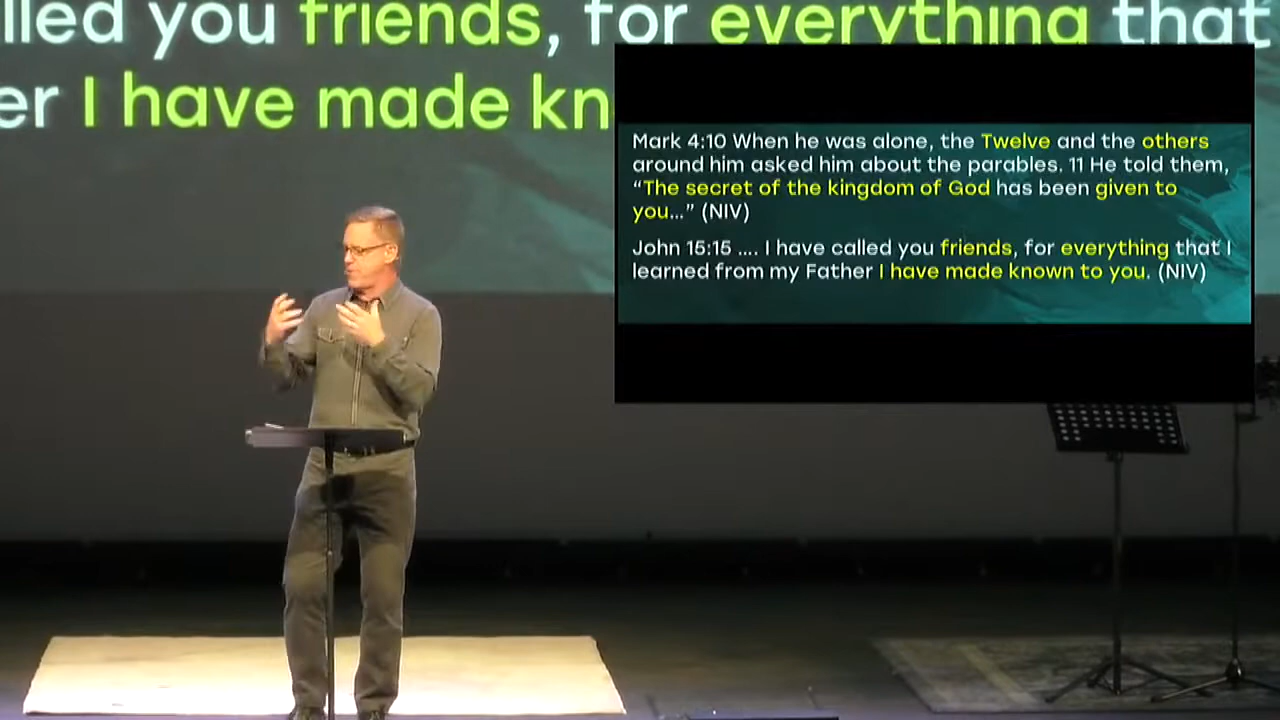 lled you friends, for everything that
er I have made kn
Mark 4:10 When he was alone, the Twelve and the others
around him asked him about the parables. 11 He told them,
“The secret of the kingdom of God has been given to
you...” (NIV)
John 15:15 .... I have called you friends, for everything that I
learned from my Father I have made known to you. (NIV)